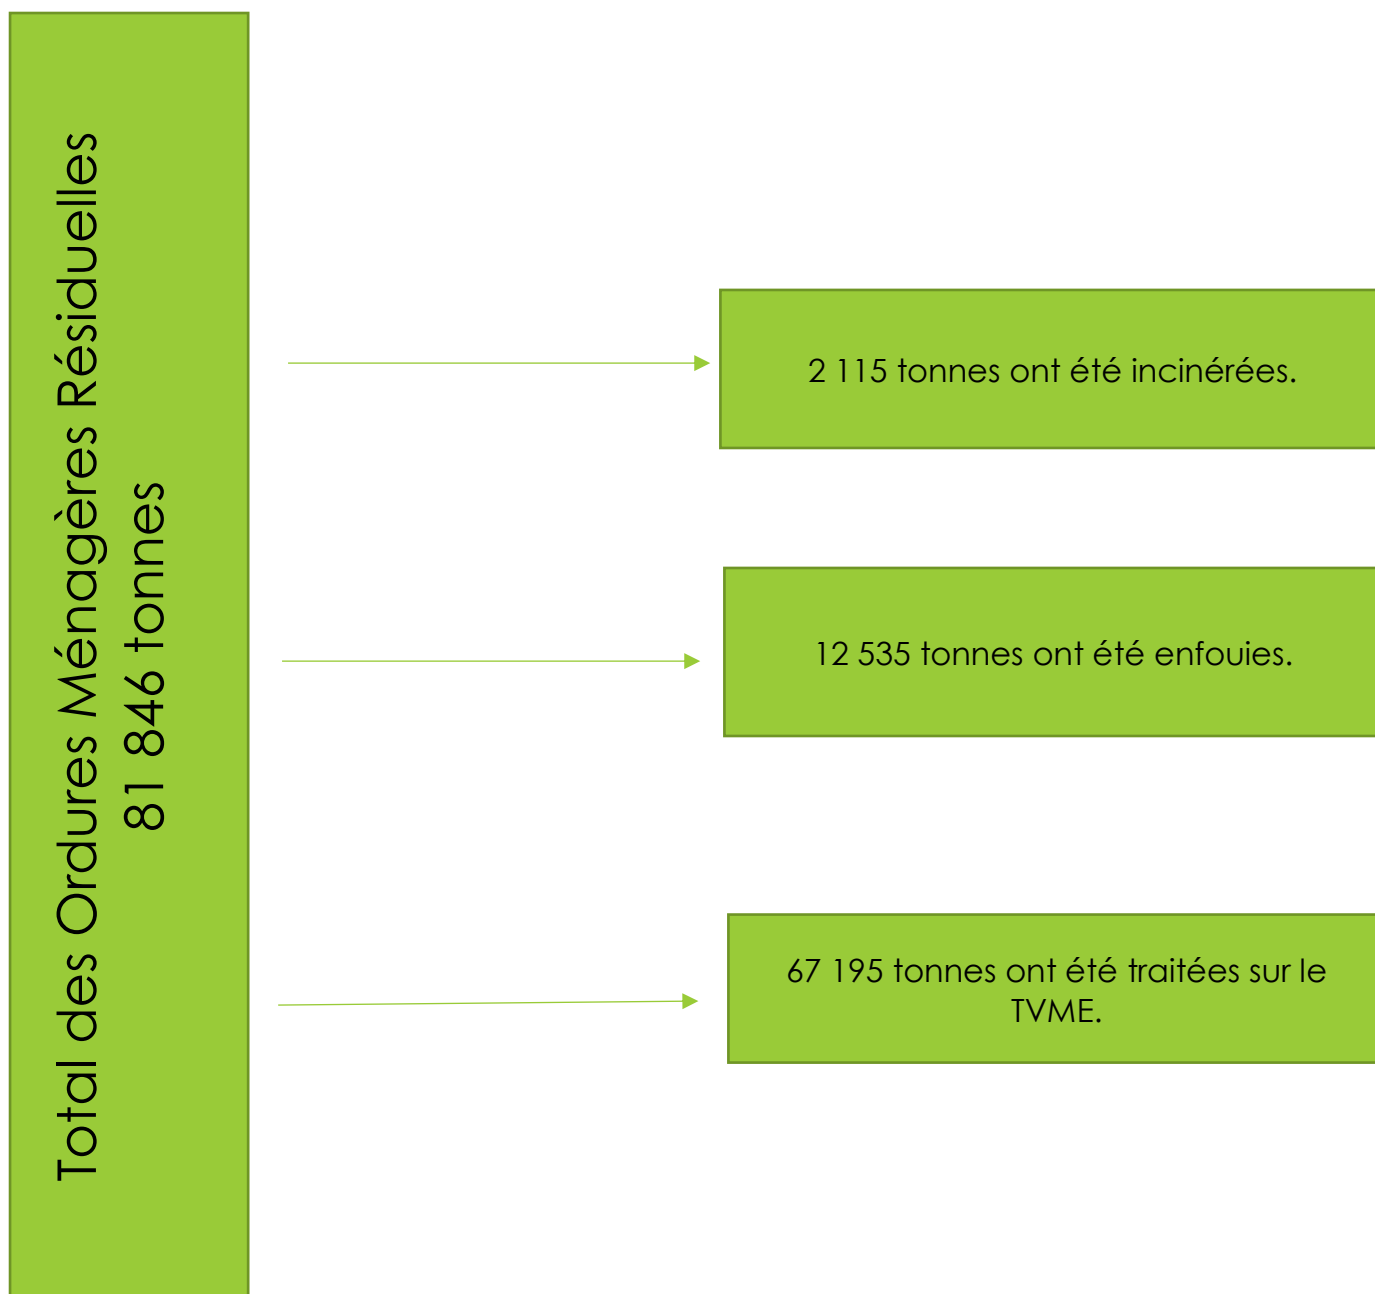 Total des Ordures Ménagères Résiduelles
81 846 tonnes
2 115 tonnes ont été incinérées.
12 535 tonnes ont été enfouies.
67 195 tonnes ont été traitées sur le
TVME.